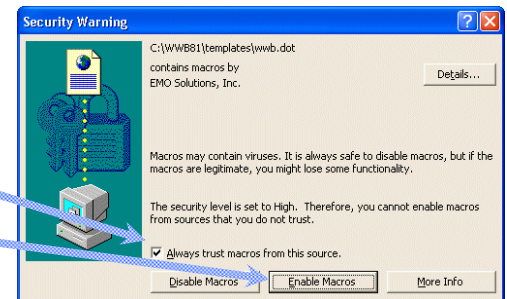 Security Warning
C:\WWB81\templates\wwb.dot
contains macros by
EMO Solutions, Inc.
Details...
Macros may contain viruses. It is always safe to disable macros, but if the
macros are legitimate, you might lose some functionality.
The security level is set to High. Therefore, you cannot enable macros
from sources that you do not trust.
Always trust macros from this source.
Disable Macros Enable Macros More Info